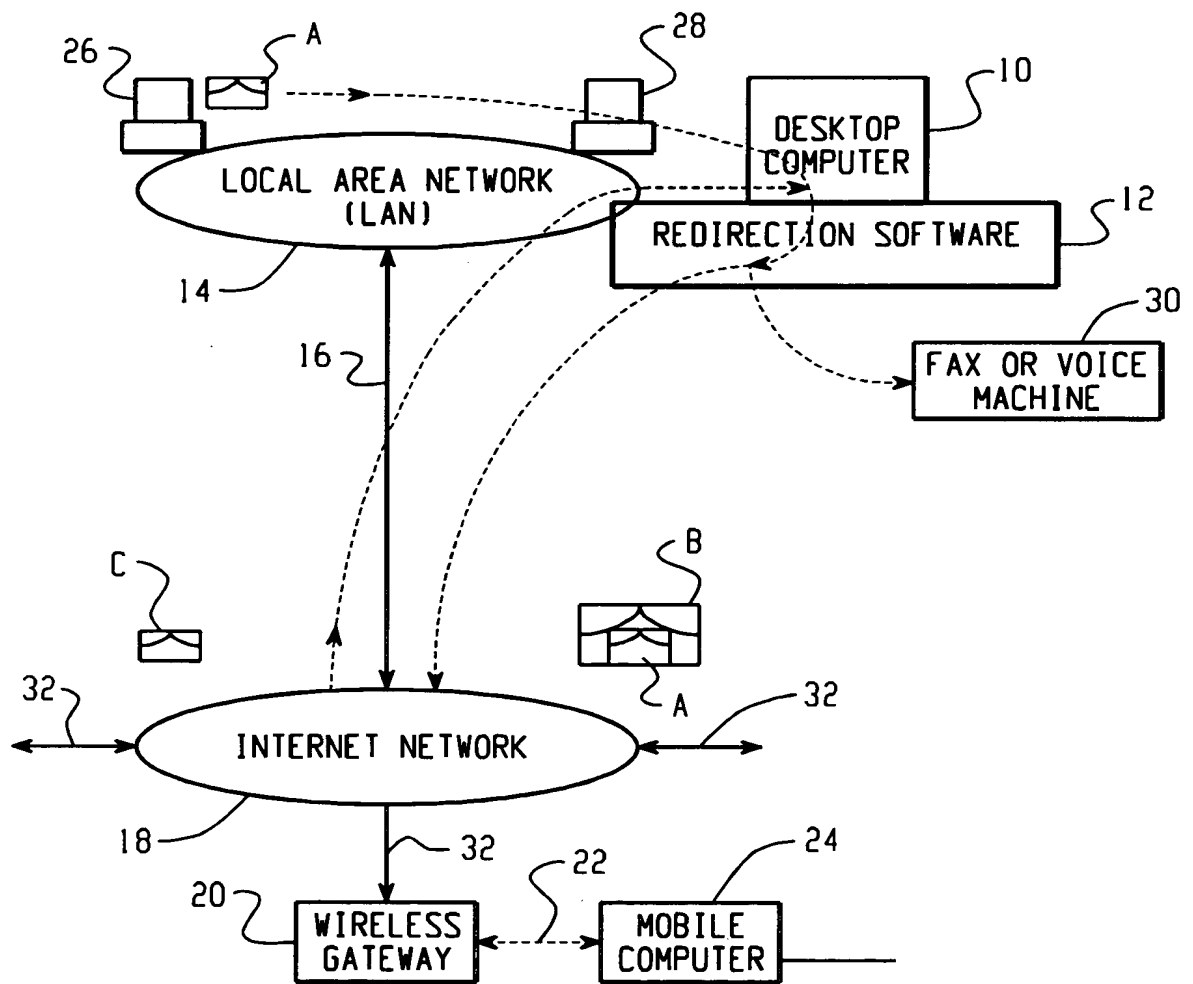 A
26
28
10
DESKTOP
COMPUTER
LOCAL AREA NETWORK
(LAN)
12
REDIRECTION SOFTWARE
14
30
16
FAX OR VOICE
MACHINE
B
C
A
32
32
INTERNET NETWORK
18
32
22
24
20
WIRELESS
GATEWAY
MOBILE
COMPUTER